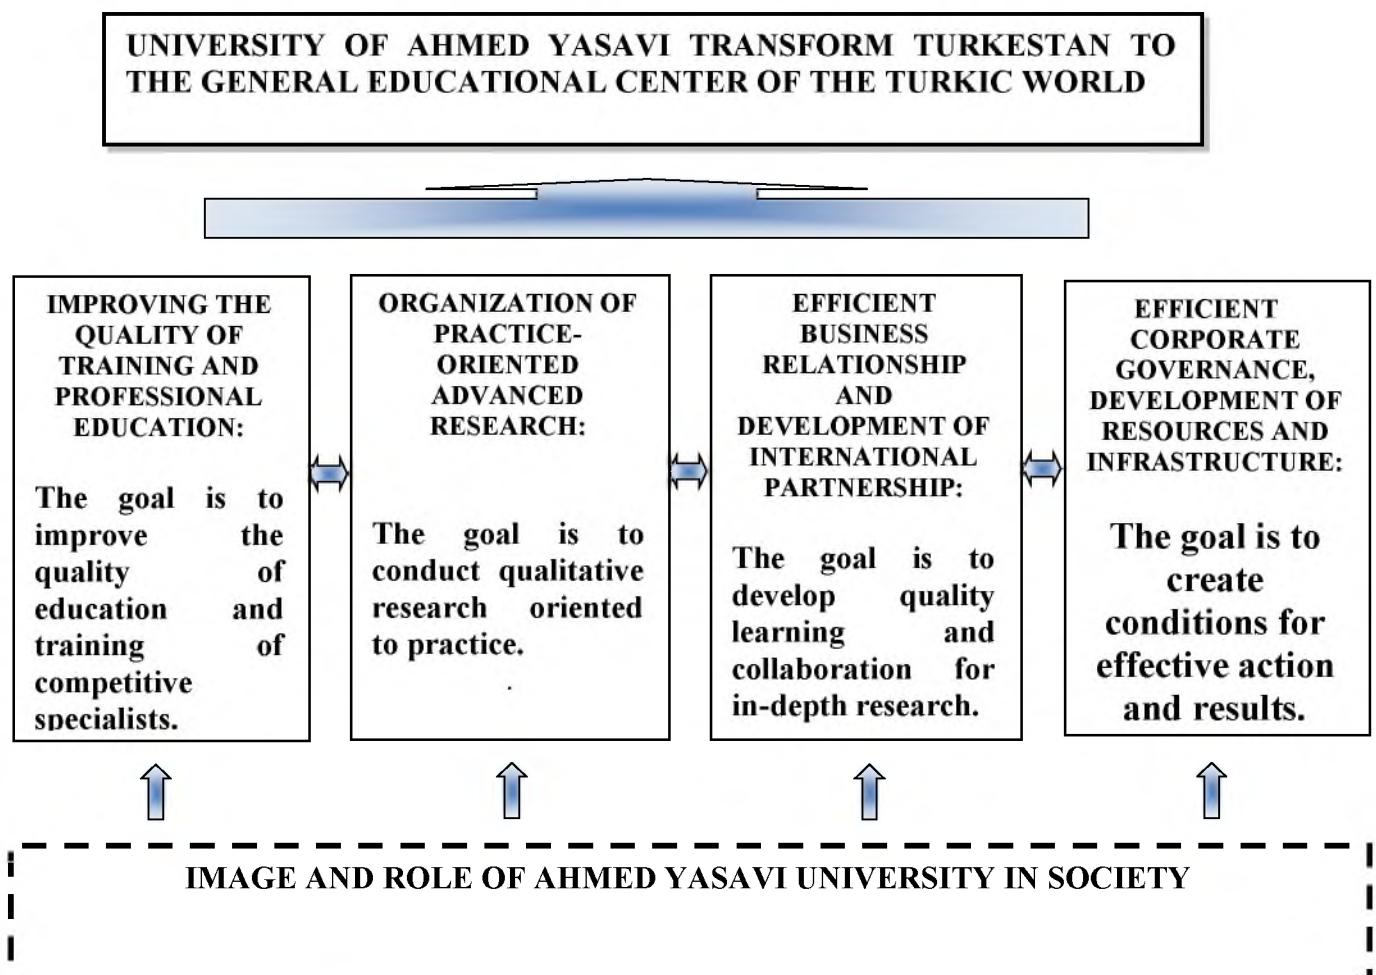 UNIVERSITY OF AHMED YASAVI TRANSFORM TURKESTAN TO
THE GENERAL EDUCATIONAL CENTER OF THE TURKIC WORLD
IMPROVING THE
QUALITY OF
TRAINING AND
PROFESSIONAL
EDUCATION:
The goal is to
improve the
quality of
education and
training of
competitive
specialists.
ORGANIZATION OF
PRACTICE-
ORIENTED
ADVANCED
RESEARCH:
The goal is to
conduct qualitative
research oriented
to practice.
.
EFFICIENT
BUSINESS
RELATIONSHIP
AND
DEVELOPMENT OF
INTERNATIONAL
PARTNERSHIP:
The goal is to
develop quality
learning and
collaboration for
in-depth research.
EFFICIENT
CORPORATE
GOVERNANCE,
DEVELOPMENT OF
RESOURCES AND
INFRASTRUCTURE:
The goal is to
create
conditions for
effective action
and results.
IMAGE AND ROLE OF AHMED YASAVI UNIVERSITY IN SOCIETY